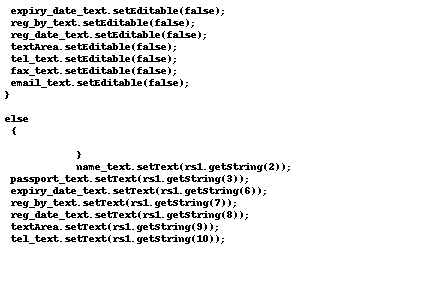 expiry_date_text.setEditable(false);
reg_by_text.setEditable(false);
reg_date_text.setEditable(false);
textArea.setEditable(false);
tel_text.setEditable(false);
fax_text.setEditable(false);
email_text.setEditable(false);
}
else
{
}
name_text.setText(rs1.getString(2));
passport_text.setText(rs1.getString(3));
expiry_date_text.setText(rs1.getString(6));
reg_by_text.setText(rs1.getString(7));
reg_date_text.setText(rs1.getString(8));
textArea.setText(rs1.getString(9));
tel_text.setText(rs1.getString(10));